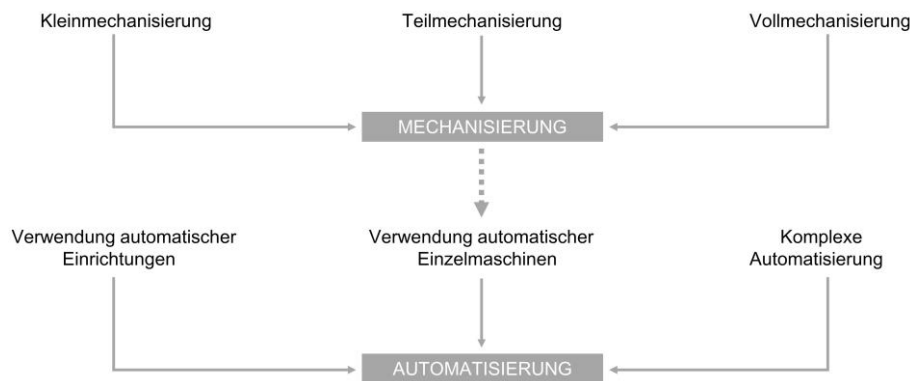 Kleinmechanisierung
Teilmechanisierung
Vollmechanisierung
MECHANISIERUNG
Verwendung automatischer
Einrichtungen
Verwendung automatischer
Einzelmaschinen
Komplexe
Automatisierung
AUTOMATISIERUNG